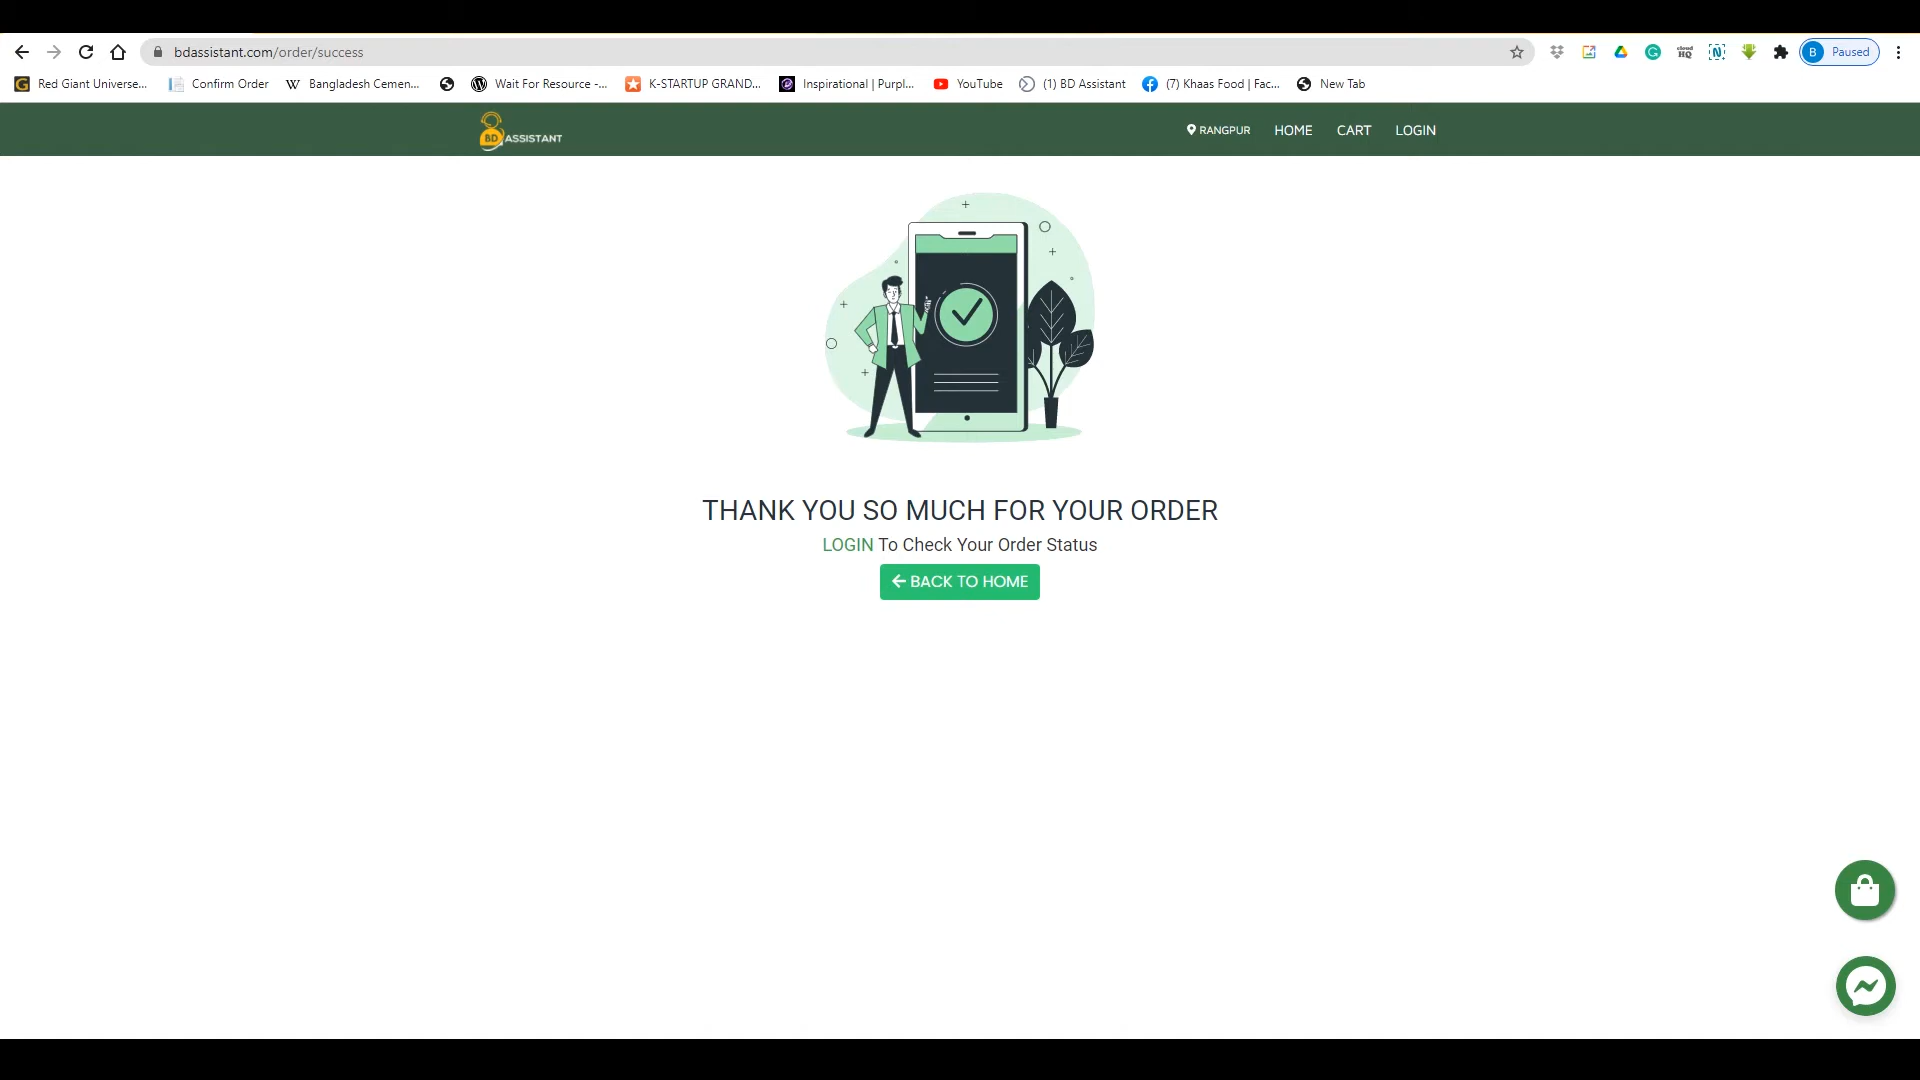 bdassistant.com/order/success
B Paused
Red Giant Universe... Confirm Order Bangladesh Cemen... Wait For Resource -... K-STARTUP GRAND... Inspirational | Purpl... YouTube (1) BD Assistant (7) Khaas Food | Fac... New Tab
BD ASSISTANT RANGPUR HOME CART LOGIN
THANK YOU SO MUCH FOR YOUR ORDER
LOGIN To Check Your Order Status
BACK TO HOME